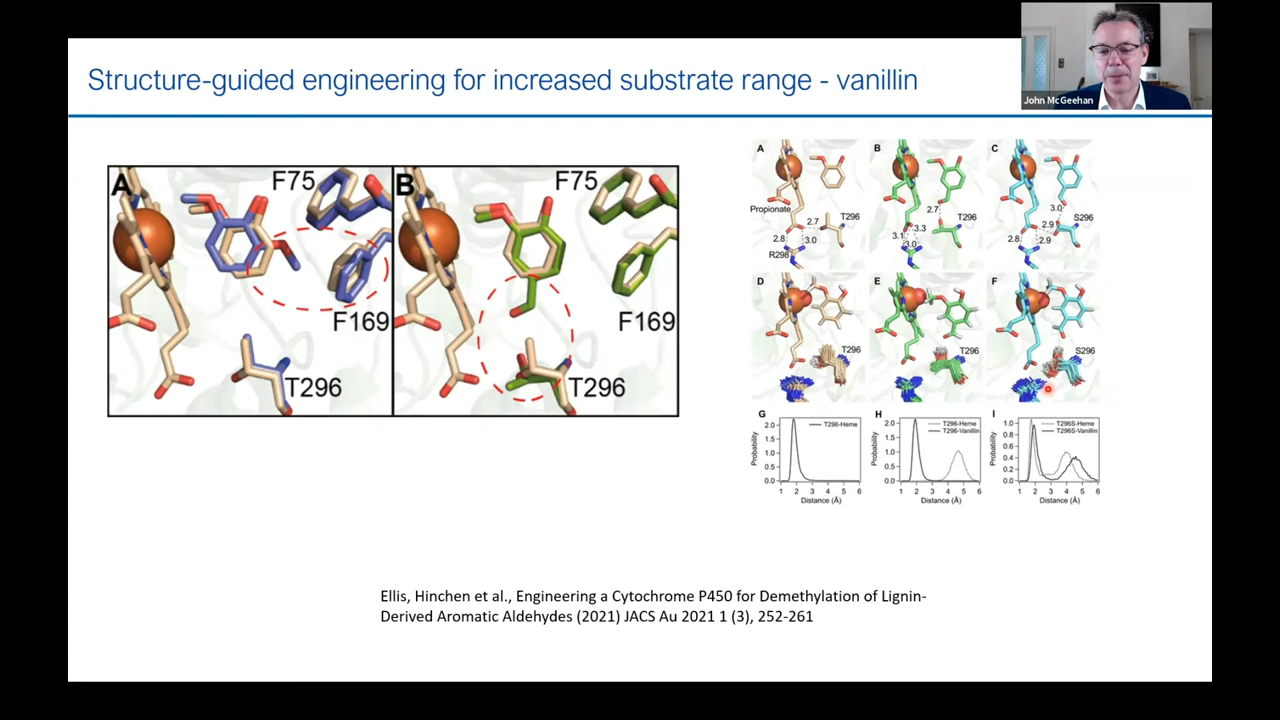 Structure-guided engineering for increased substrate range - vanillin
John McGeehan
A
F75
F169
T296
B
F75
F169
T296
A
Propionate
2.7
T296
2.8
3.0
R298
B
2.7
T296
3.3
3.1
3.0
C
3.0
2.9
S296
2.8
2.9
D
T296
E
T296
F
S296
G
T296-Heme
Probability
2.0
1.5
1.0
0.5
0.0
1 2 3 4 5 6
Distance (Å)
H
T296-Heme
T296-Vanillin
Probability
2.0
1.5
1.0
0.5
0.0
1 2 3 4 5 6
Distance (Å)
I
T296S-Heme
T296S-Vanillin
Probability
1.0
0.8
0.6
0.4
0.2
0.0
1 2 3 4 5 6
Distance (Å)
Ellis, Hinchen et al., Engineering a Cytochrome P450 for Demethylation of Lignin-
Derived Aromatic Aldehydes (2021) JACS Au 2021 1 (3), 252-261